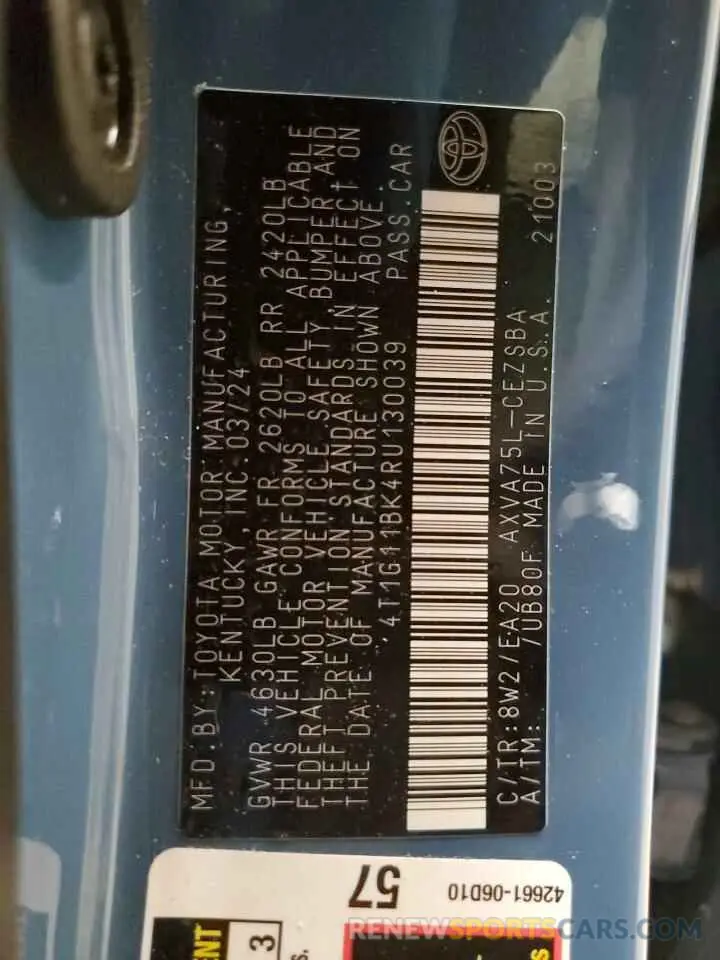 MFD.BY:TOYOTA MOTOR MANUFACTURING,
KENTUCKY,INC.03/24
GVWR 4630LB GAWR FR 2620LB RR 2420LB
THIS VEHICLE CONFORMS TO ALL APPLICABLE
FEDERAL MOTOR VEHICLE SAFETY, BUMPER, AND
THEFT PREVENTION STANDARDS IN EFFECT ON
THE DATE OF MANUFACTURE SHOWN ABOVE.
4T1G11BK4RU130039 PASS.CAR
C/TR:8W2/EA20 AXVA75L-CEZSBA
A/TM: /UB80F MADE IN U.S.A. 21003
57
42661-06D10
3
RENEWSPORTSCARS.COM